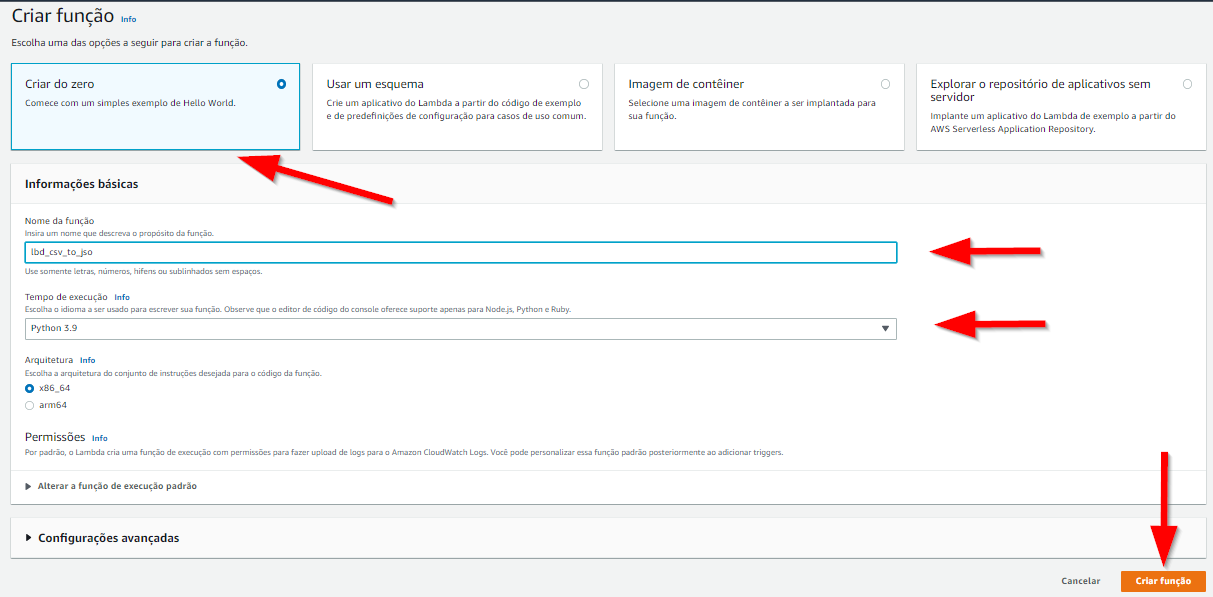 Criar função Info
Escolha uma das opções a seguir para criar a função.
Criar do zero
Comece com um simples exemplo de Hello World.
Usar um esquema
Crie um aplicativo do Lambda a partir do código de exemplo
e de predefinições de configuração para casos de uso comum.
Imagem de contêiner
Selecione uma imagem de contêiner a ser implantada para
sua função.
Explorar o repositório de aplicativos sem
servidor
Implante um aplicativo do Lambda de exemplo a partir do
AWS Serverless Application Repository.
Informações básicas
Nome da função
Insira um nome que descreva o propósito da função.
lbd_csv_to_jso
Use somente letras, números, hifens ou sublinhados sem espaços.
Tempo de execução Info
Escolha o idioma a ser usado para escrever sua função. Observe que o editor de código do console oferece suporte apenas para Node.js, Python e Ruby.
Python 3.9
Arquitetura Info
Escolha a arquitetura do conjunto de instruções desejada para o código da função.
x86_64
arm64
Permissões Info
Por padrão, o Lambda cria uma função de execução com permissões para fazer upload de logs para o Amazon CloudWatch Logs. Você pode personalizar essa função padrão posteriormente ao adicionar triggers.
Alterar a função de execução padrão
Configurações avançadas
Cancelar
Criar função